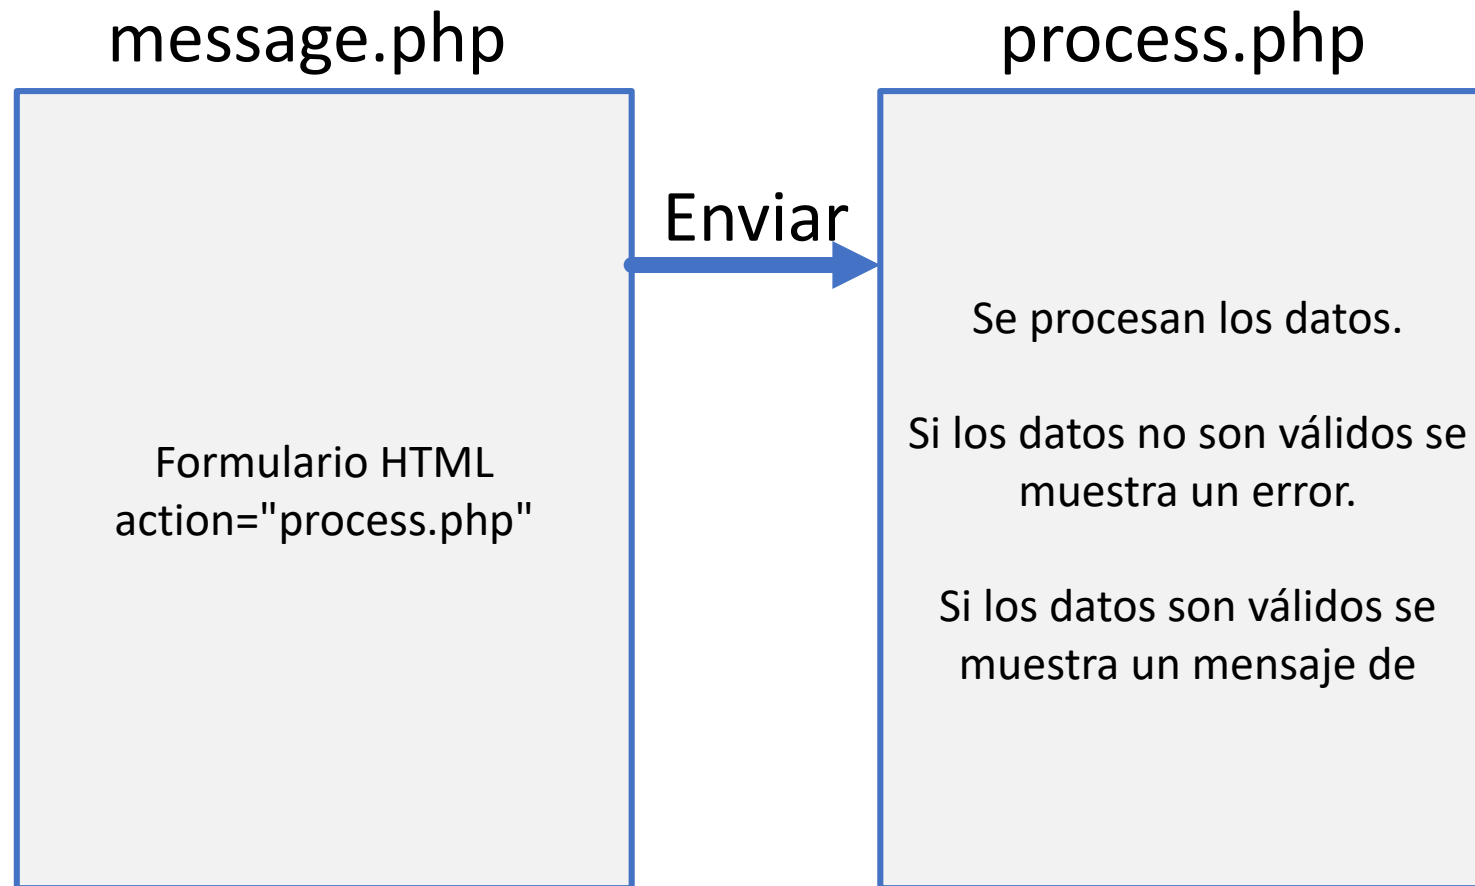 message.php
process.php
Enviar
Formulario HTML
action="process.php"
Se procesan los datos.
Si los datos no son válidos se
muestra un error.
Si los datos son válidos se
muestra un mensaje de